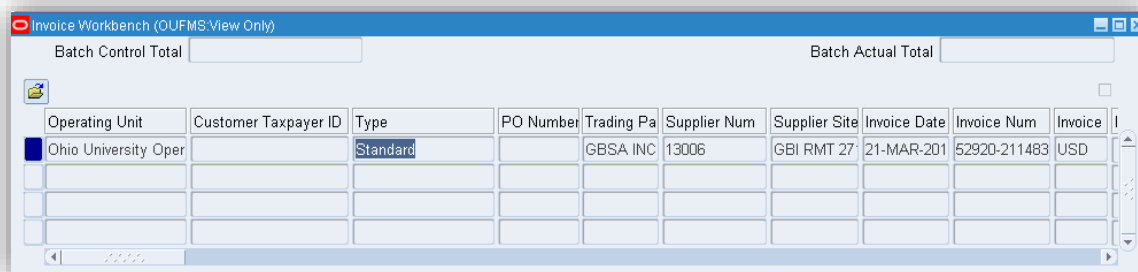 Invoice Workbench (OUFMS:View Only)
Batch Control Total Batch Actual Total
Operating Unit Customer Taxpayer ID Type PO Number Trading Pa Supplier Num Supplier Site Invoice Date Invoice Num Invoice
Ohio University Oper Standard GBSA INC 13006 GBI RMT 27 21-MAR-201 52920-211483 USD